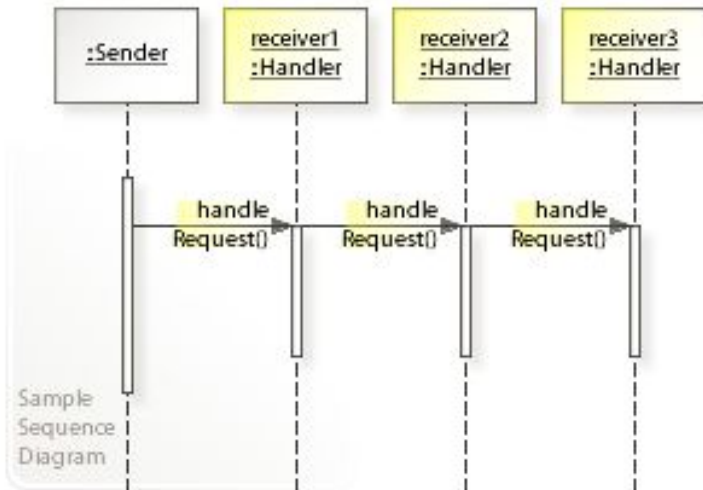 :Sender
receiver1
:Handler
receiver2
:Handler
receiver3
:Handler
handle
Request()
handle
Request()
handle
Request()
Sample
Sequence
Diagram